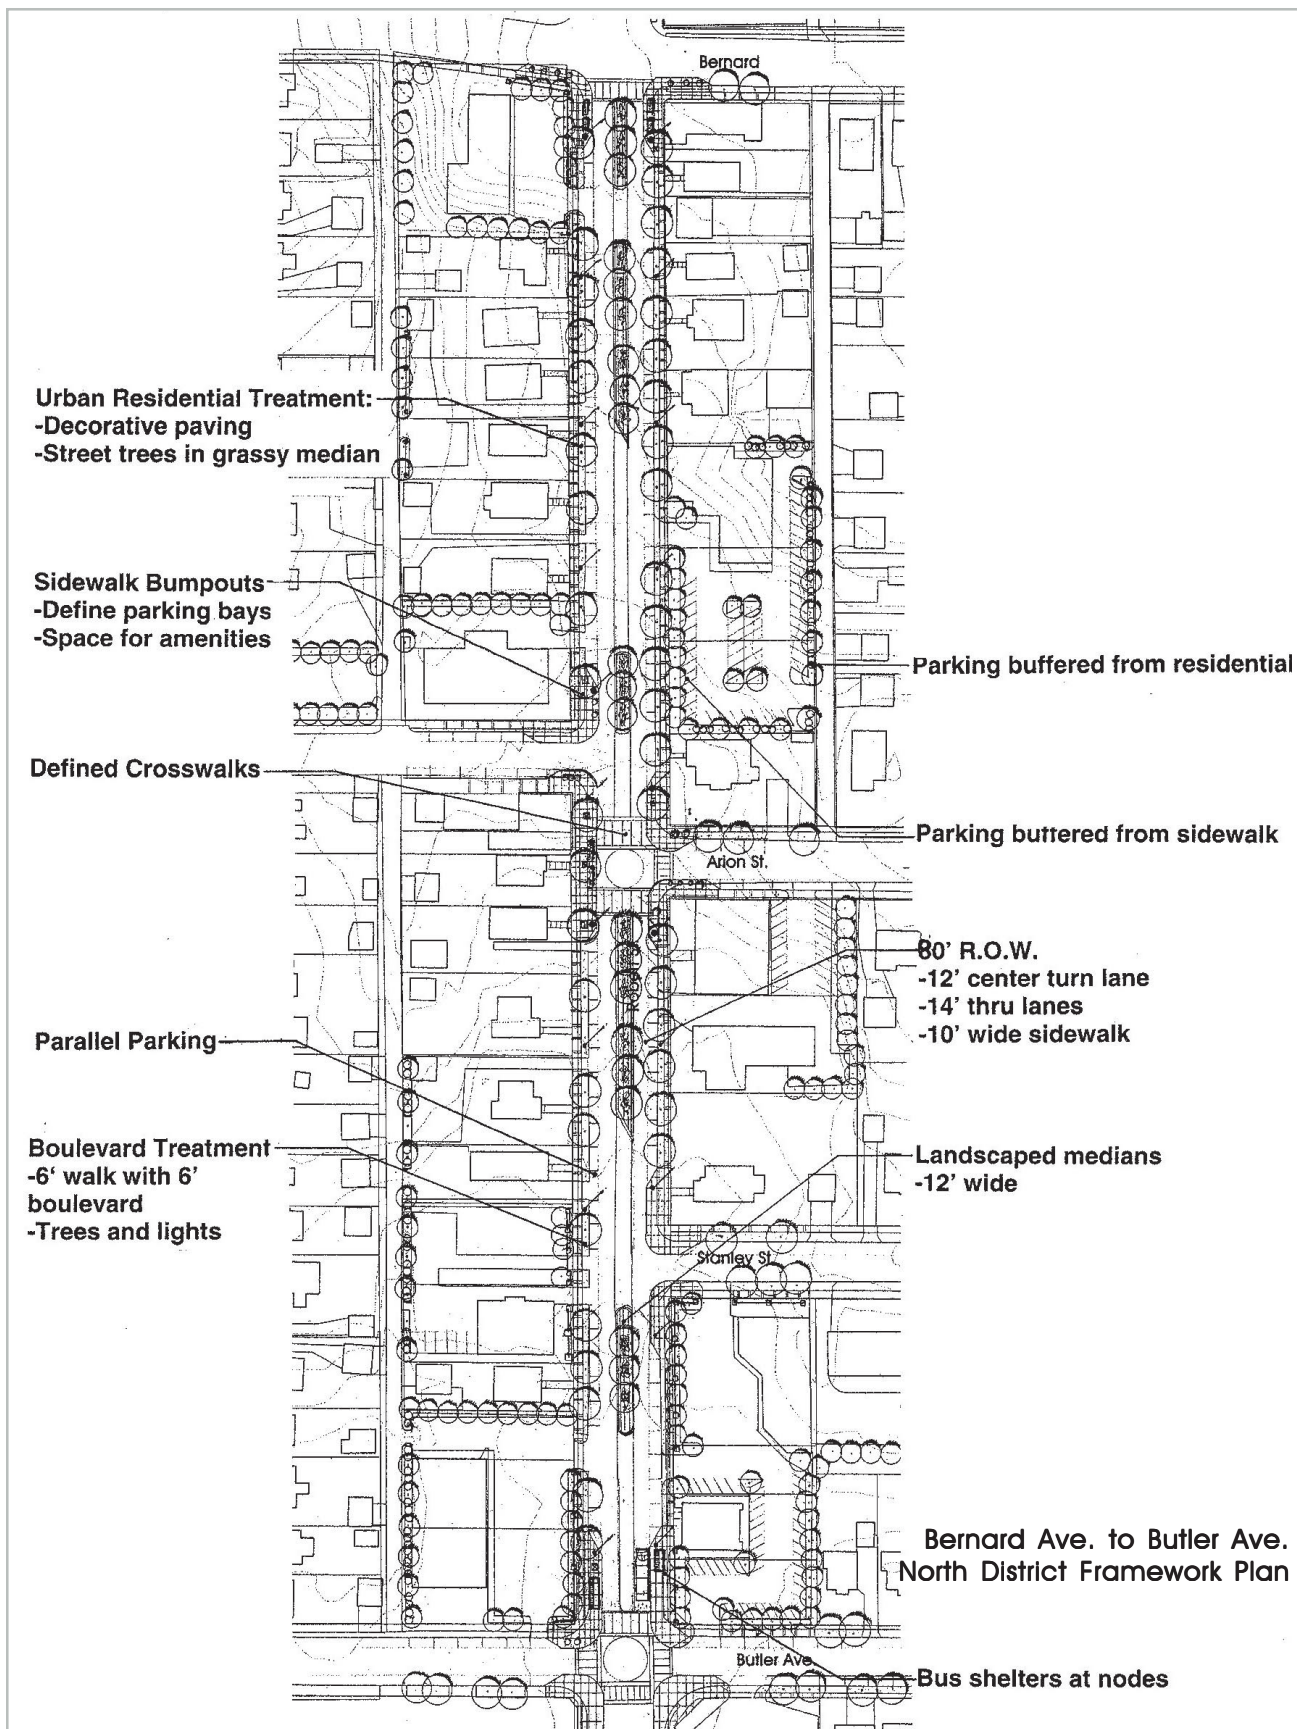 Bernard
Urban Residential Treatment:
-Decorative paving
-Street trees in grassy median
Sidewalk Bumpouts
-Define parking bays
-Space for amenities
Parking buffered from residential
Defined Crosswalks
Parking buttered from sidewalk
Arion St.
80' R.O.W.
-12' center turn lane
-14' thru lanes
-10' wide sidewalk
Parallel Parking
Boulevard Treatment
-6' walk with 6'
boulevard
-Trees and lights
Landscaped medians
-12' wide
Stanley St.
Bernard Ave. to Butler Ave.
North District Framework Plan
Butler Ave.
Bus shelters at nodes